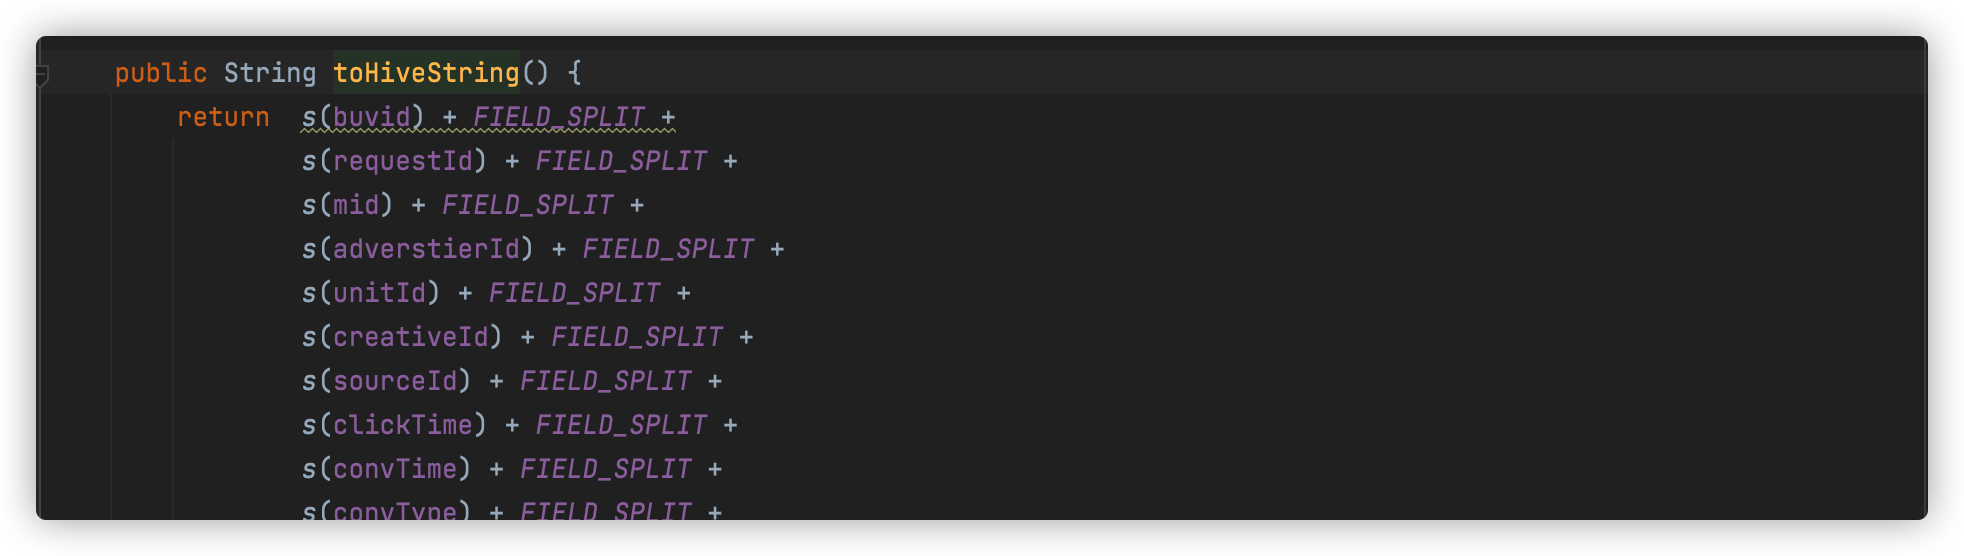 public String toHiveString() {
return s(buvid) + FIELD_SPLIT +
s(requestId) + FIELD_SPLIT +
s(mid) + FIELD_SPLIT +
s(adverstierId) + FIELD_SPLIT +
s(unitId) + FIELD_SPLIT +
s(creativeId) + FIELD_SPLIT +
s(sourceId) + FIELD_SPLIT +
s(clickTime) + FIELD_SPLIT +
s(convTime) + FIELD_SPLIT +
s(convType) + FIELD_SPLIT +